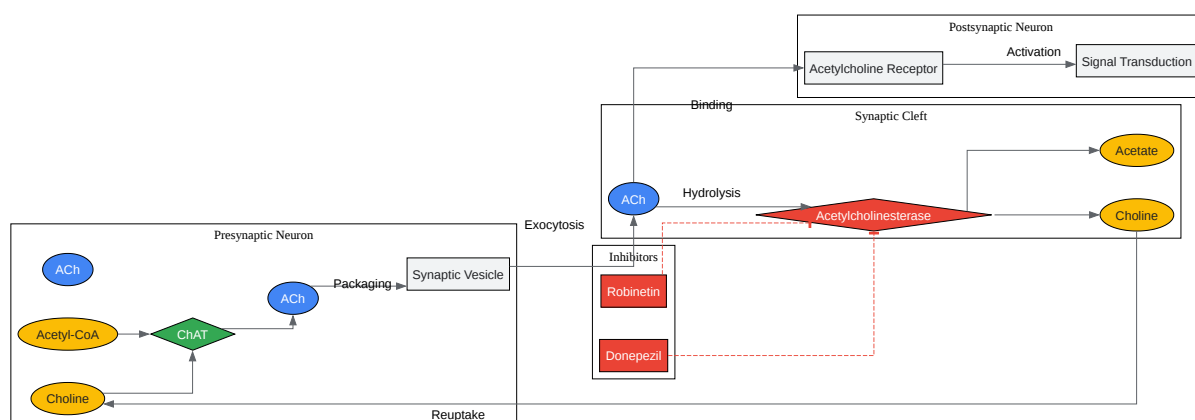 Postsynaptic Neuron
Acetylcholine Receptor
Activation
Signal Transduction
Binding
Synaptic Cleft
Acetate
ACh
Hydrolysis
Acetylcholinesterase
Choline
Exocytosis
Presynaptic Neuron
ACh
ACh
Packaging
Synaptic Vesicle
Acetyl-CoA
ChAT
Choline
Reuptake
Inhibitors
Robinetin
Donepezil